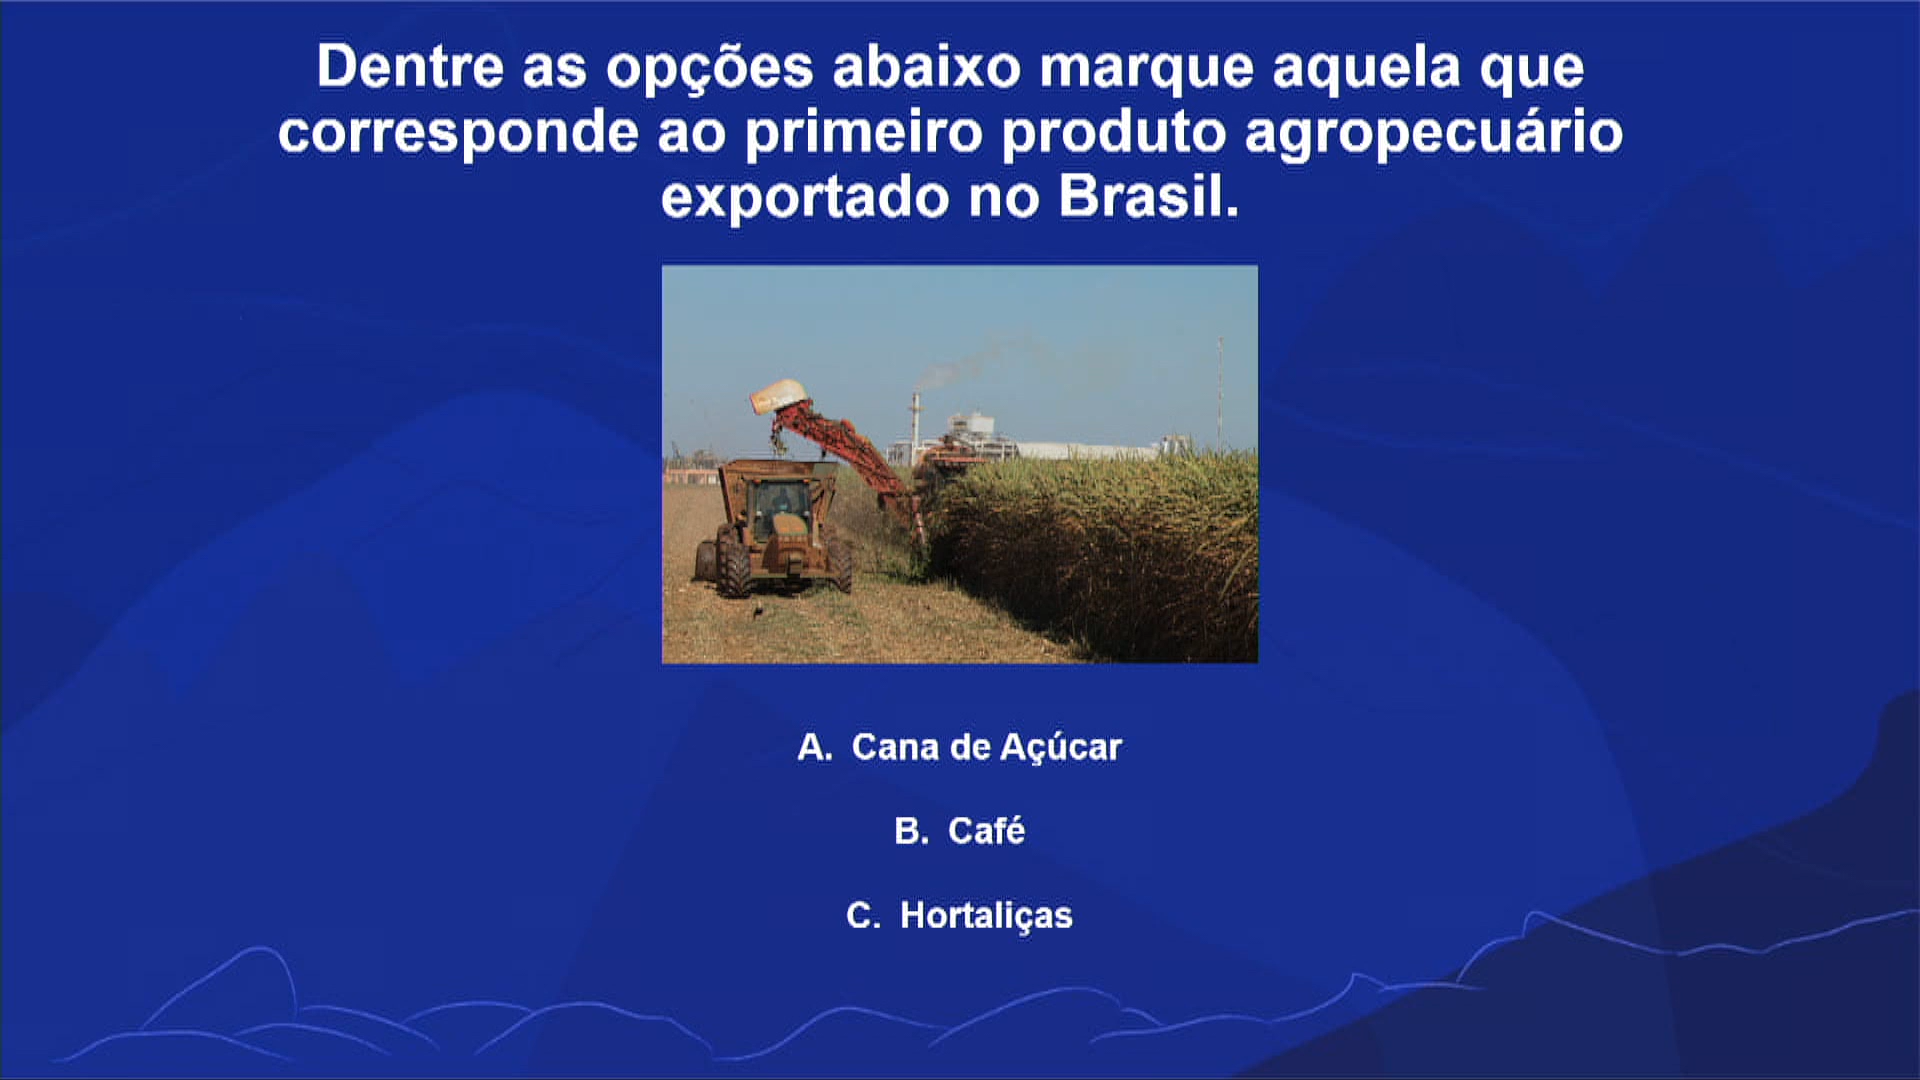 Dentre as opções abaixo marque aquela que
corresponde ao primeiro produto agropecuário
exportado no Brasil.
A. Cana de Açúcar
B. Café
C. Hortaliças